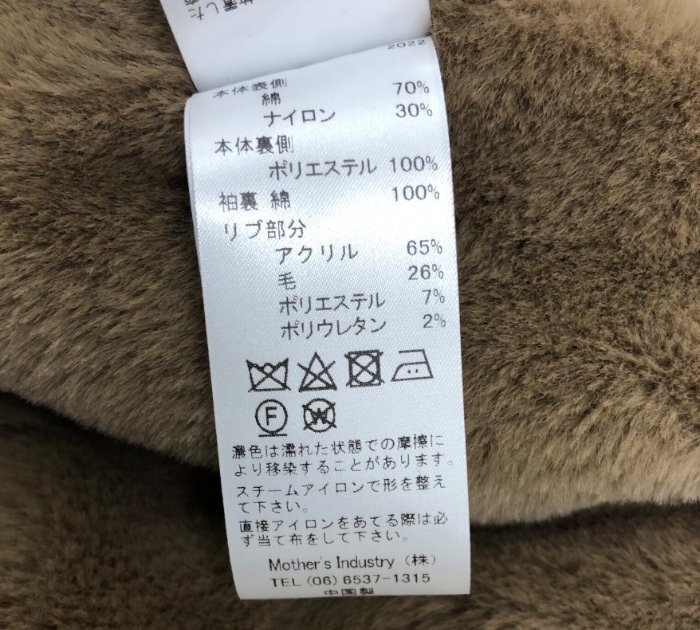 2022
本体表側
綿 70%
ナイロン 30%
本体裏側
ポリエステル 100%
袖裏 綿 100%
リブ部分
アクリル 65%
毛 26%
ポリエステル 7%
ポリウレタン 2%
F W
濃色は濡れた状態での摩擦に
より移染することがあります。
スチームアイロンで形を整え
て下さい。
直接アイロンをあてる際は必
ず当て布をして下さい。
Mother's Industry (株)
TEL (06) 6537-1315
中国製